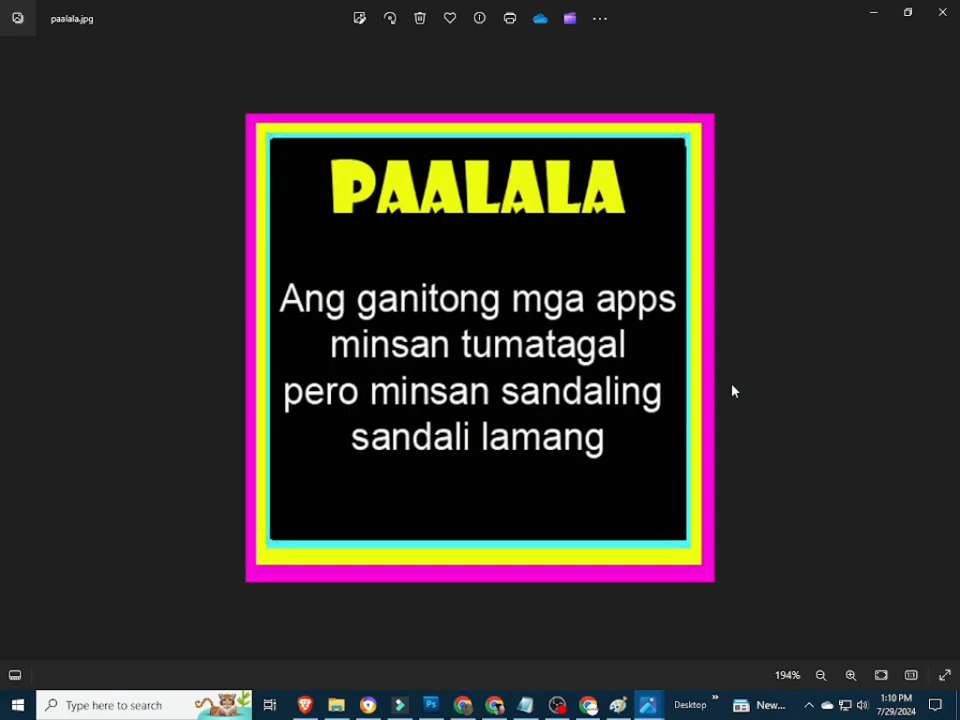 paalala.jpg
PAALALA
Ang ganitong mga apps
minsan tumatagal
pero minsan sandaling
sandali lamang
194%
Type here to search
Ps
Desktop
New...
1:10 PM
7/29/2024